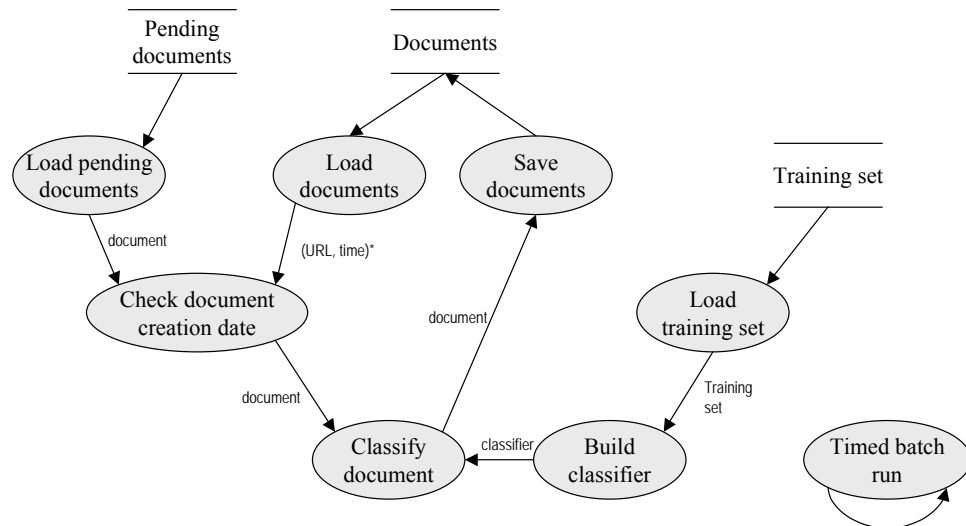 Pending
documents
Documents
Load pending
documents
Load
documents
Save
documents
Training set
document
(URL, time)*
Check document
creation date
document
Load
training set
document
Training
set
Classify
document
classifier
Build
classifier
Timed batch
run